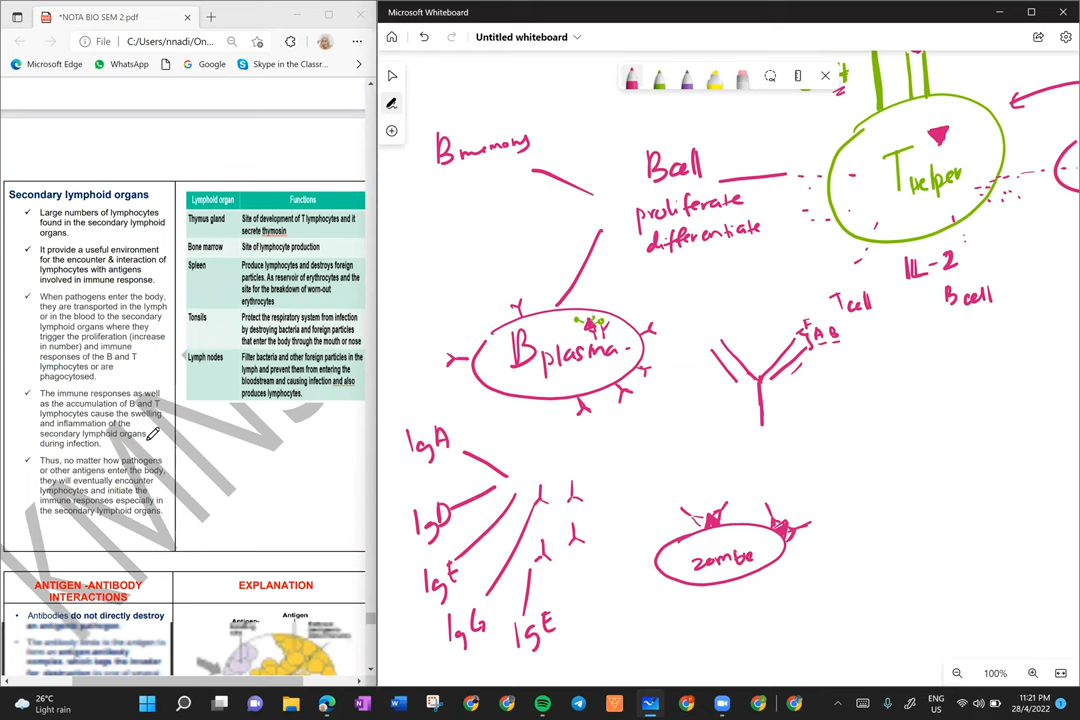 *NOTA BIO SEM 2.pdf
File
C:/Users/nnadi/On...
Microsoft Edge
WhatsApp
Google
Skype in the Classr...
Secondary lymphoid organs
✓ Large numbers of lymphocytes
found in the secondary lymphoid
organs.
✓ It provide a useful environment
for the encounter & interaction of
lymphocytes with antigens
involved in immune response.
✓ When pathogens enter the body,
they are transported in the lymph
or in the blood to the secondary
lymphoid organs where they
trigger the proliferation (increase
in number) and immune
responses of the B and T
lymphocytes or are
phagocytosed.
✓ The immune responses as well
as the accumulation of B and T
lymphocytes cause the swelling
and inflammation of the
secondary lymphoid organs
during infection.
✓ Thus, no matter how pathogens
or other antigens enter the body,
they will eventually encounter
lymphocytes and initiate the
immune responses especially in
the secondary lymphoid organs.
Lymphoid organ Functions
Thymus gland Site of development of T lymphocytes and it
secrete thymosin
Bone marrow Site of lymphocyte production
Spleen Produce lymphocytes and destroys foreign
particles. As reservoir of erythrocytes and the
site for the breakdown of worn-out
erythrocytes
Tonsils Protect the respiratory system from infection
by destroying bacteria and foreign particles
that enter the body through the mouth or nose
Lymph nodes Filter bacteria and other foreign particles in the
lymph and prevent them from entering the
bloodstream and causing infection and also
produces lymphocytes.
KMNS
ANTIGEN -ANTIBODY
INTERACTIONS
EXPLANATION
• Antibodies do not directly destroy
an antigenic pathogen.
Antigen
Microsoft Whiteboard
Untitled whiteboard
B memory
B cell
proliferate
differentiate
T helper
IL-2
B cell
T cell
F
A B
B plasma
IgA
IgD
IgE
IgG
IgE
zombe
100%
26°C
Light rain
ENG
US
11:21 PM
28/4/2022
1